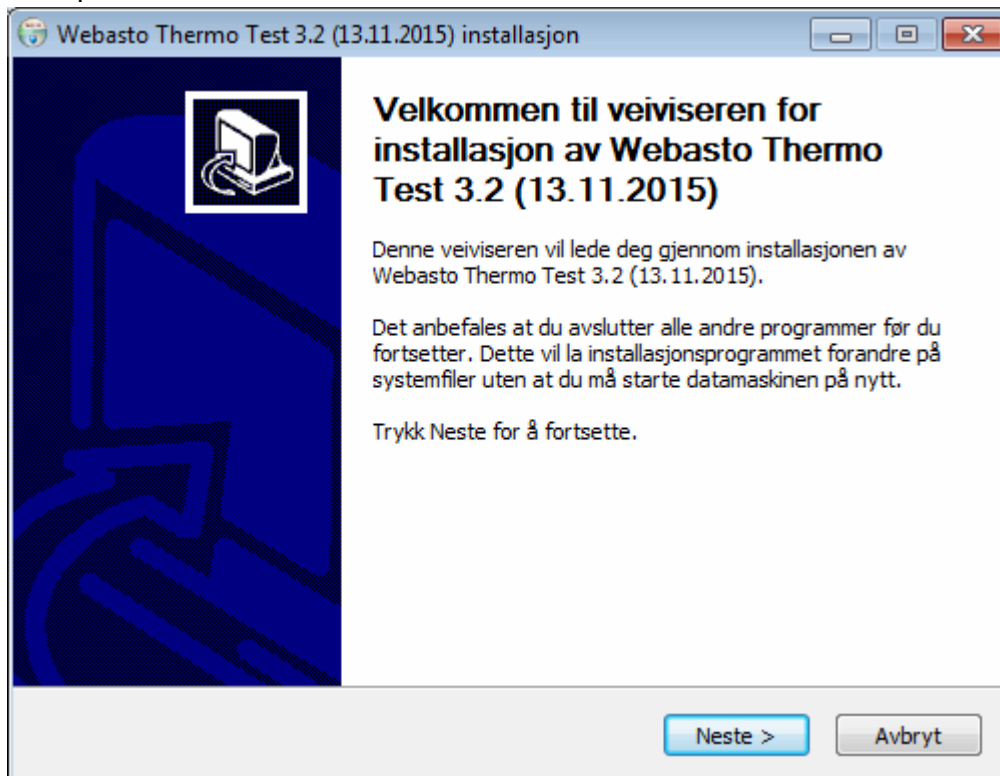 Webasto Thermo Test 3.2 (13.11.2015) installasjon
Velkommen til veiviseren for
installasjon av Webasto Thermo
Test 3.2 (13.11.2015)
Denne veiviseren vil lede deg gjennom installasjonen av
Webasto Thermo Test 3.2 (13.11.2015).
Det anbefales at du avslutter alle andre programmer før du
fortsetter. Dette vil la installasjonsprogrammet forandre på
systemfiler uten at du må starte datamaskinen på nytt.
Trykk Neste for å fortsette.
Neste >
Avbryt